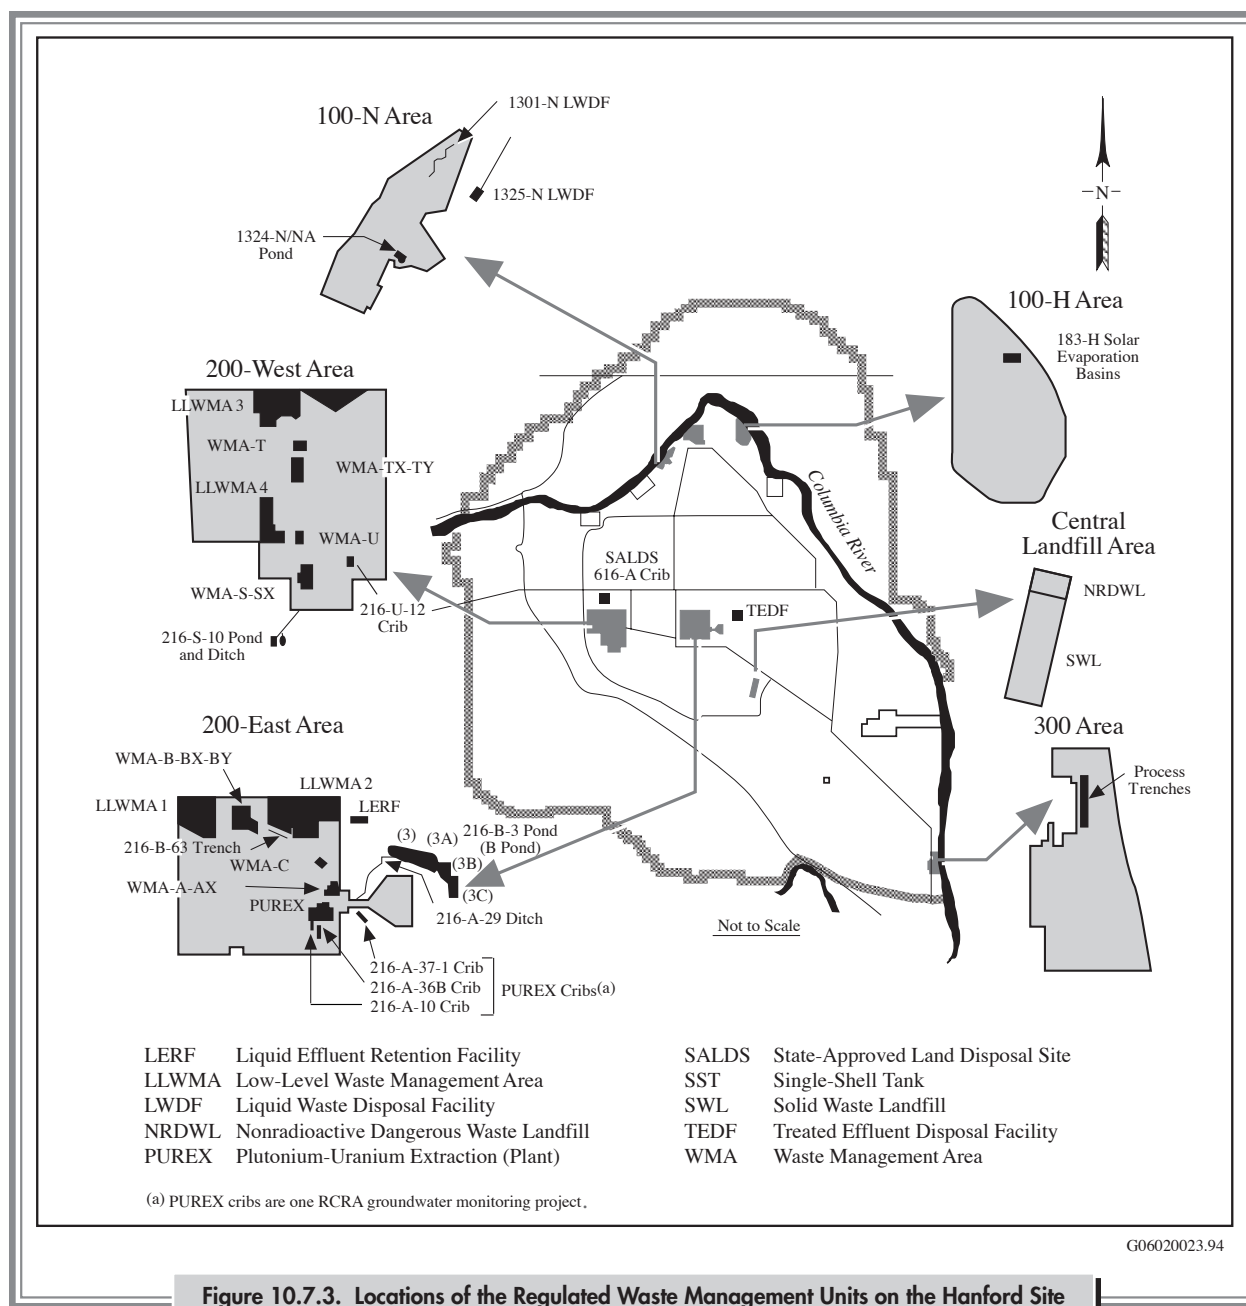 100-N Area
1301-N LWDF
1325-N LWDF
1324-N/NA
Pond
N
100-H Area
183-H Solar
Evaporation
Basins
200-West Area
LLWMA 3
WMA-T
WMA-TX-TY
LLWMA 4
WMA-U
WMA-S-SX
216-U-12
Crib
216-S-10 Pond
and Ditch
Columbia River
SALDS
616-A Crib
TEDF
Central
Landfill Area
NRDWL
SWL
200-East Area
WMA-B-BX-BY
LLWMA 2
LLWMA 1
LERF
216-B-63 Trench
WMA-C
(3)
(3A)
216-B-3 Pond
(B Pond)
(3B)
(3C)
WMA-A-AX
PUREX
216-A-29 Ditch
216-A-37-1 Crib
216-A-36B Crib
216-A-10 Crib
PUREX Cribs(a)
300 Area
Process
Trenches
Not to Scale
LERF Liquid Effluent Retention Facility
LLWMA Low-Level Waste Management Area
LWDF Liquid Waste Disposal Facility
NRDWL Nonradioactive Dangerous Waste Landfill
PUREX Plutonium-Uranium Extraction (Plant)
SALDS State-Approved Land Disposal Site
SST Single-Shell Tank
SWL Solid Waste Landfill
TEDF Treated Effluent Disposal Facility
WMA Waste Management Area
(a) PUREX cribs are one RCRA groundwater monitoring project.
G06020023.94
Figure 10.7.3. Locations of the Regulated Waste Management Units on the Hanford Site